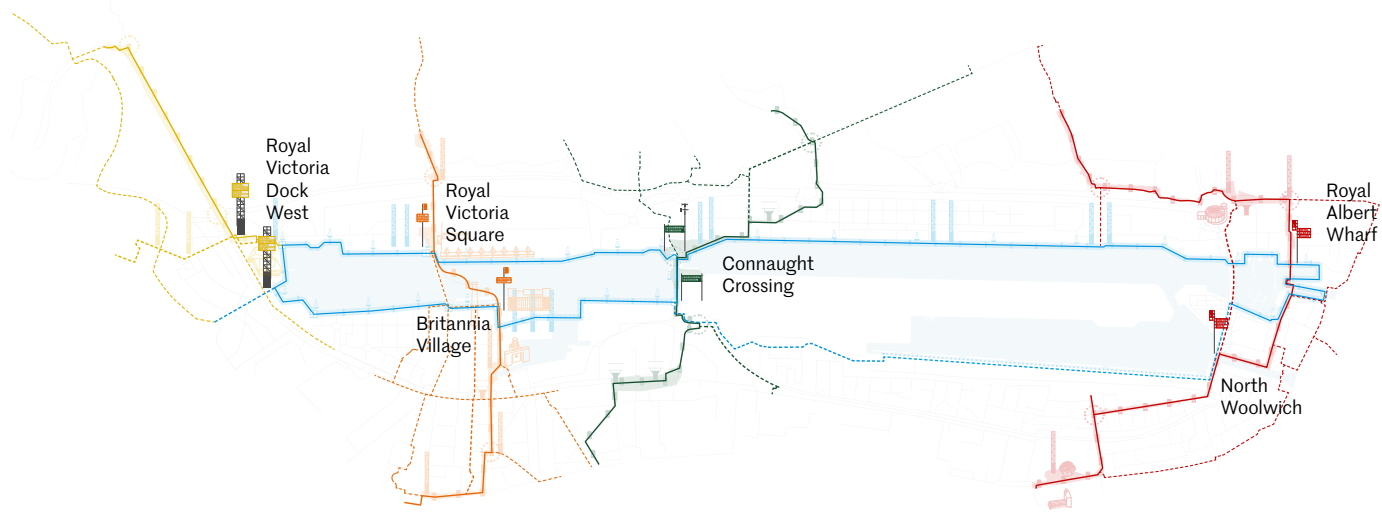 Royal
Victoria
Dock
West
Royal
Victoria
Square
Britannia
Village
Connaught
Crossing
Royal
Albert
Wharf
North
Woolwich